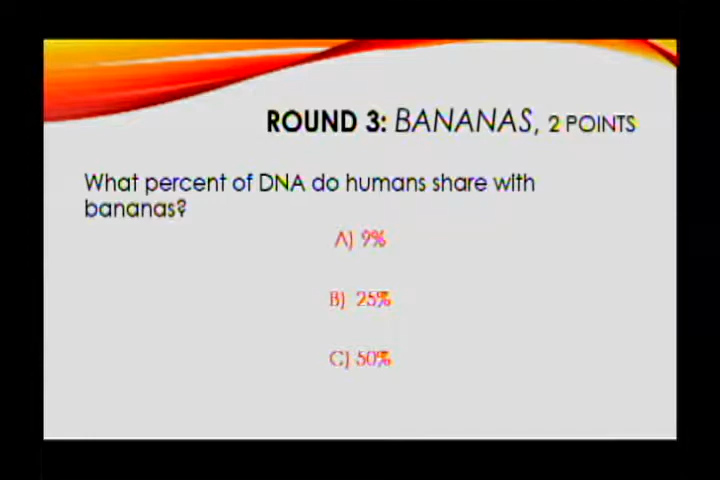 ROUND 3: BANANAS, 2 POINTS
What percent of DNA do humans share with
bananas?
A) 9%
B) 25%
C) 50%